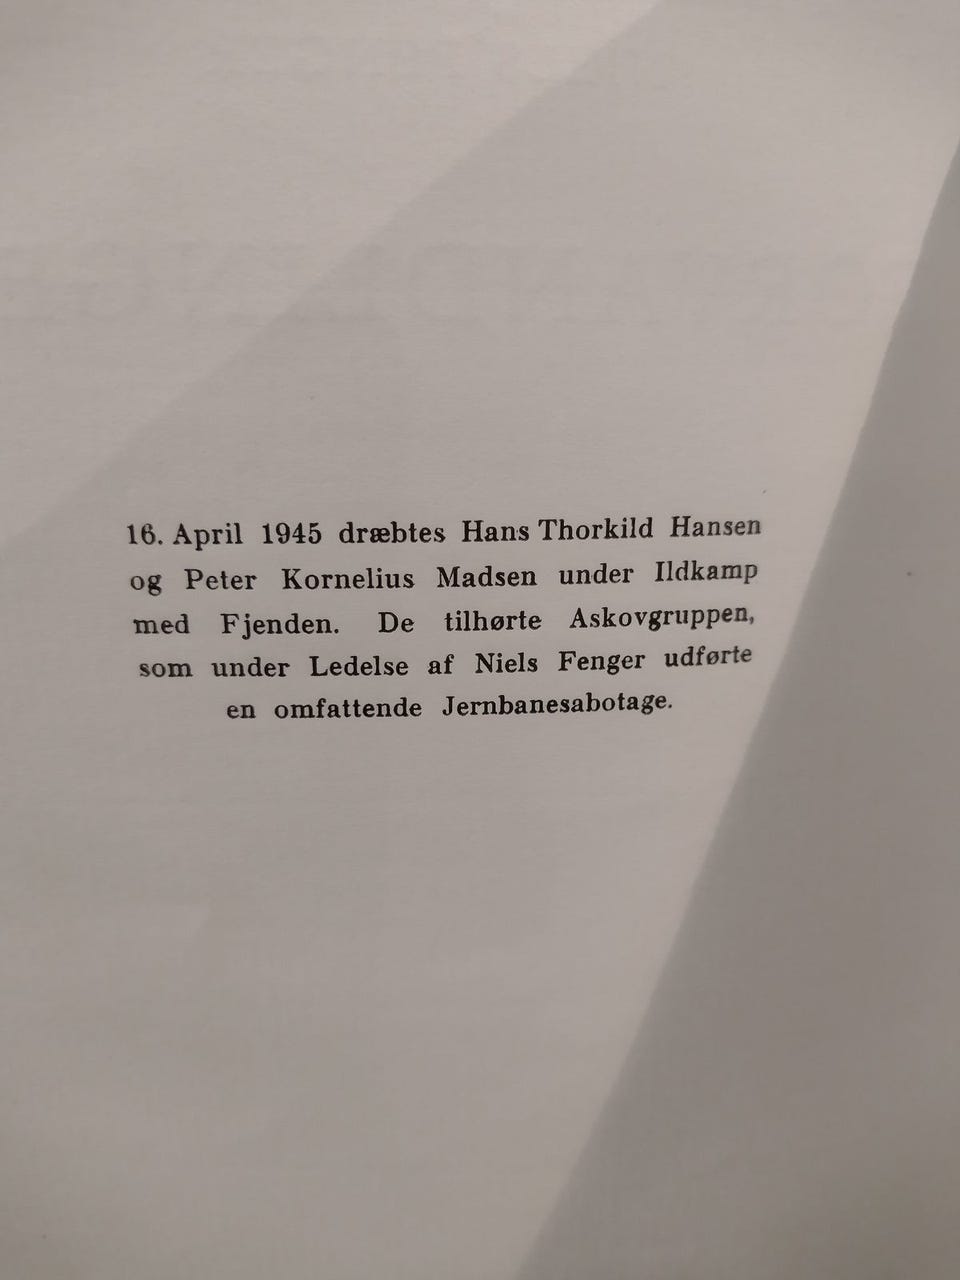 16. April 1945 dræbtes Hans Thorkild Hansen
og Peter Kornelius Madsen under Ildkamp
med Fjenden. De tilhørte Askovgruppen,
som under Ledelse af Niels Fenger udførte
en omfattende Jernbanesabotage.